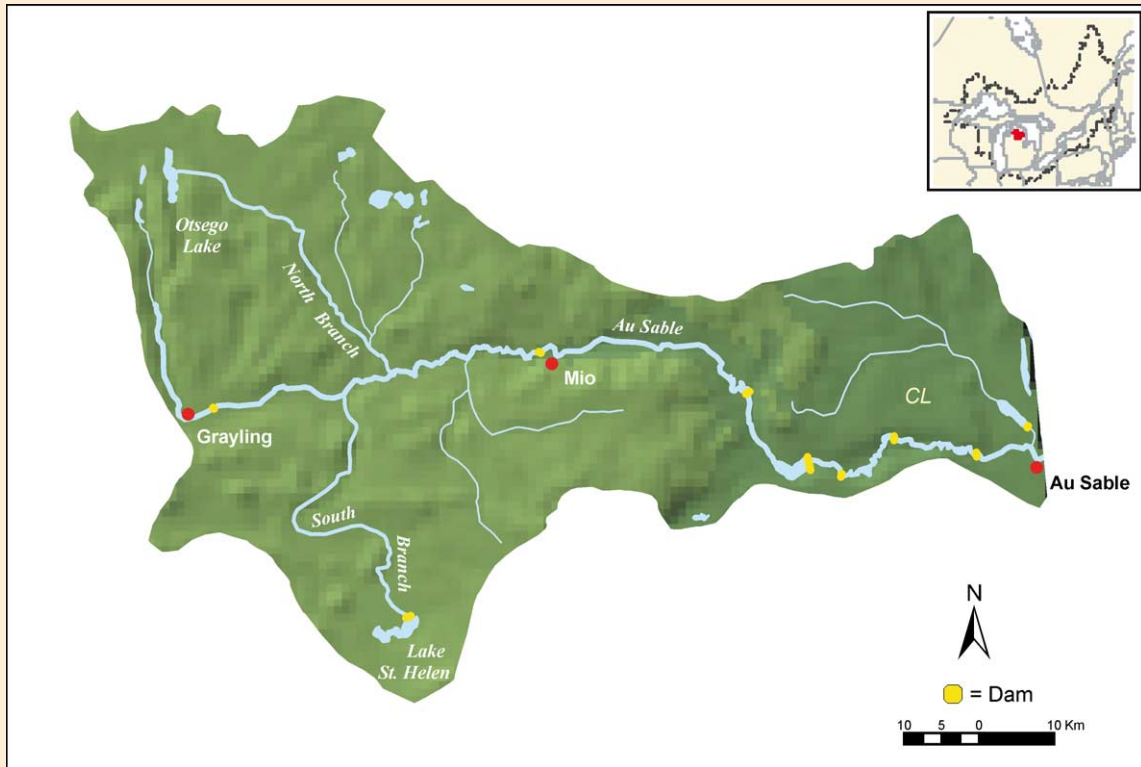 Otsego
Lake
North Branch
Au Sable
Mio
Grayling
CL
Au Sable
South
Branch
Lake
St. Helen
N
= Dam
10 5 0 10 Km